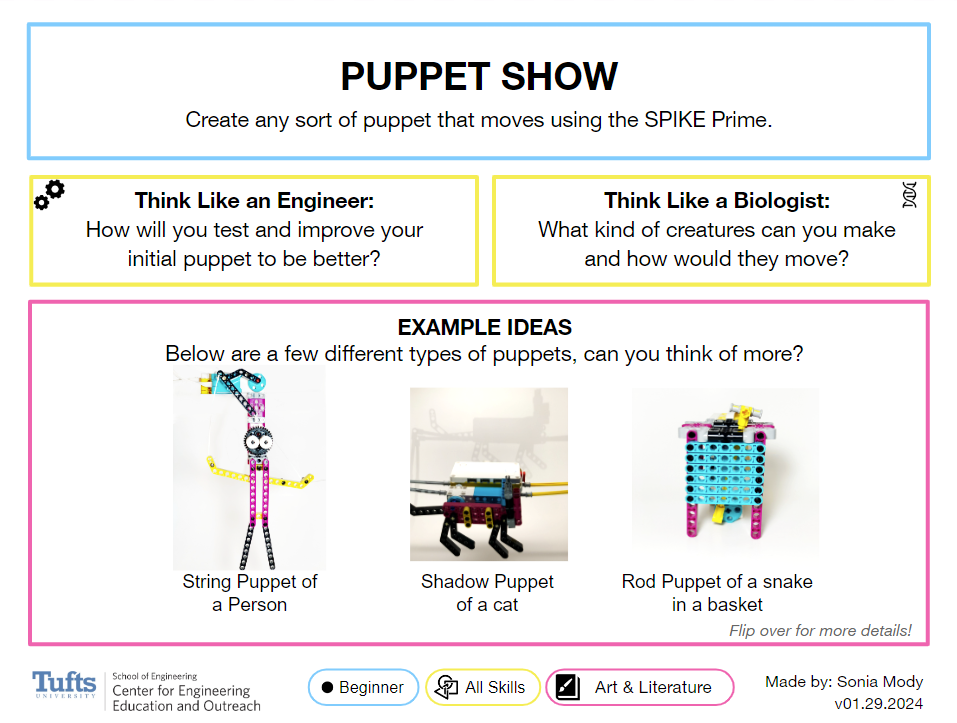 PUPPET SHOW
Create any sort of puppet that moves using the SPIKE Prime.
Think Like an Engineer:
How will you test and improve your
initial puppet to be better?
Think Like a Biologist:
What kind of creatures can you make
and how would they move?
EXAMPLE IDEAS
Below are a few different types of puppets, can you think of more?
String Puppet of
a Person
Shadow Puppet
of a cat
Rod Puppet of a snake
in a basket
Flip over for more details!
Tufts
UNIVERSITY
School of Engineering
Center for Engineering
Education and Outreach
Beginner
All Skills
Art & Literature
Made by: Sonia Mody
v01.29.2024